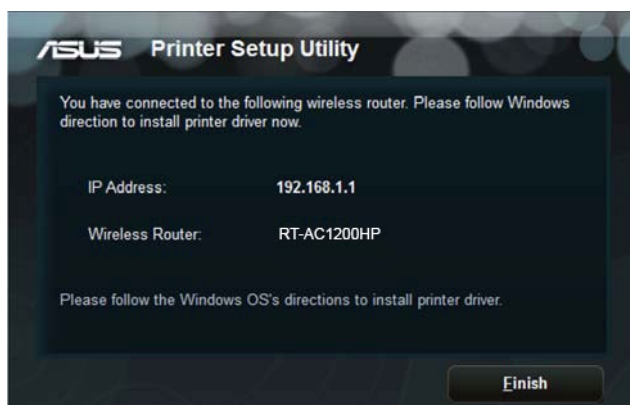 ASUS Printer Setup Utility
You have connected to the following wireless router. Please follow Windows
direction to install printer driver now.
IP Address: 192.168.1.1
Wireless Router: RT-AC1200HP
Please follow the Windows OS's directions to install printer driver.
Finish